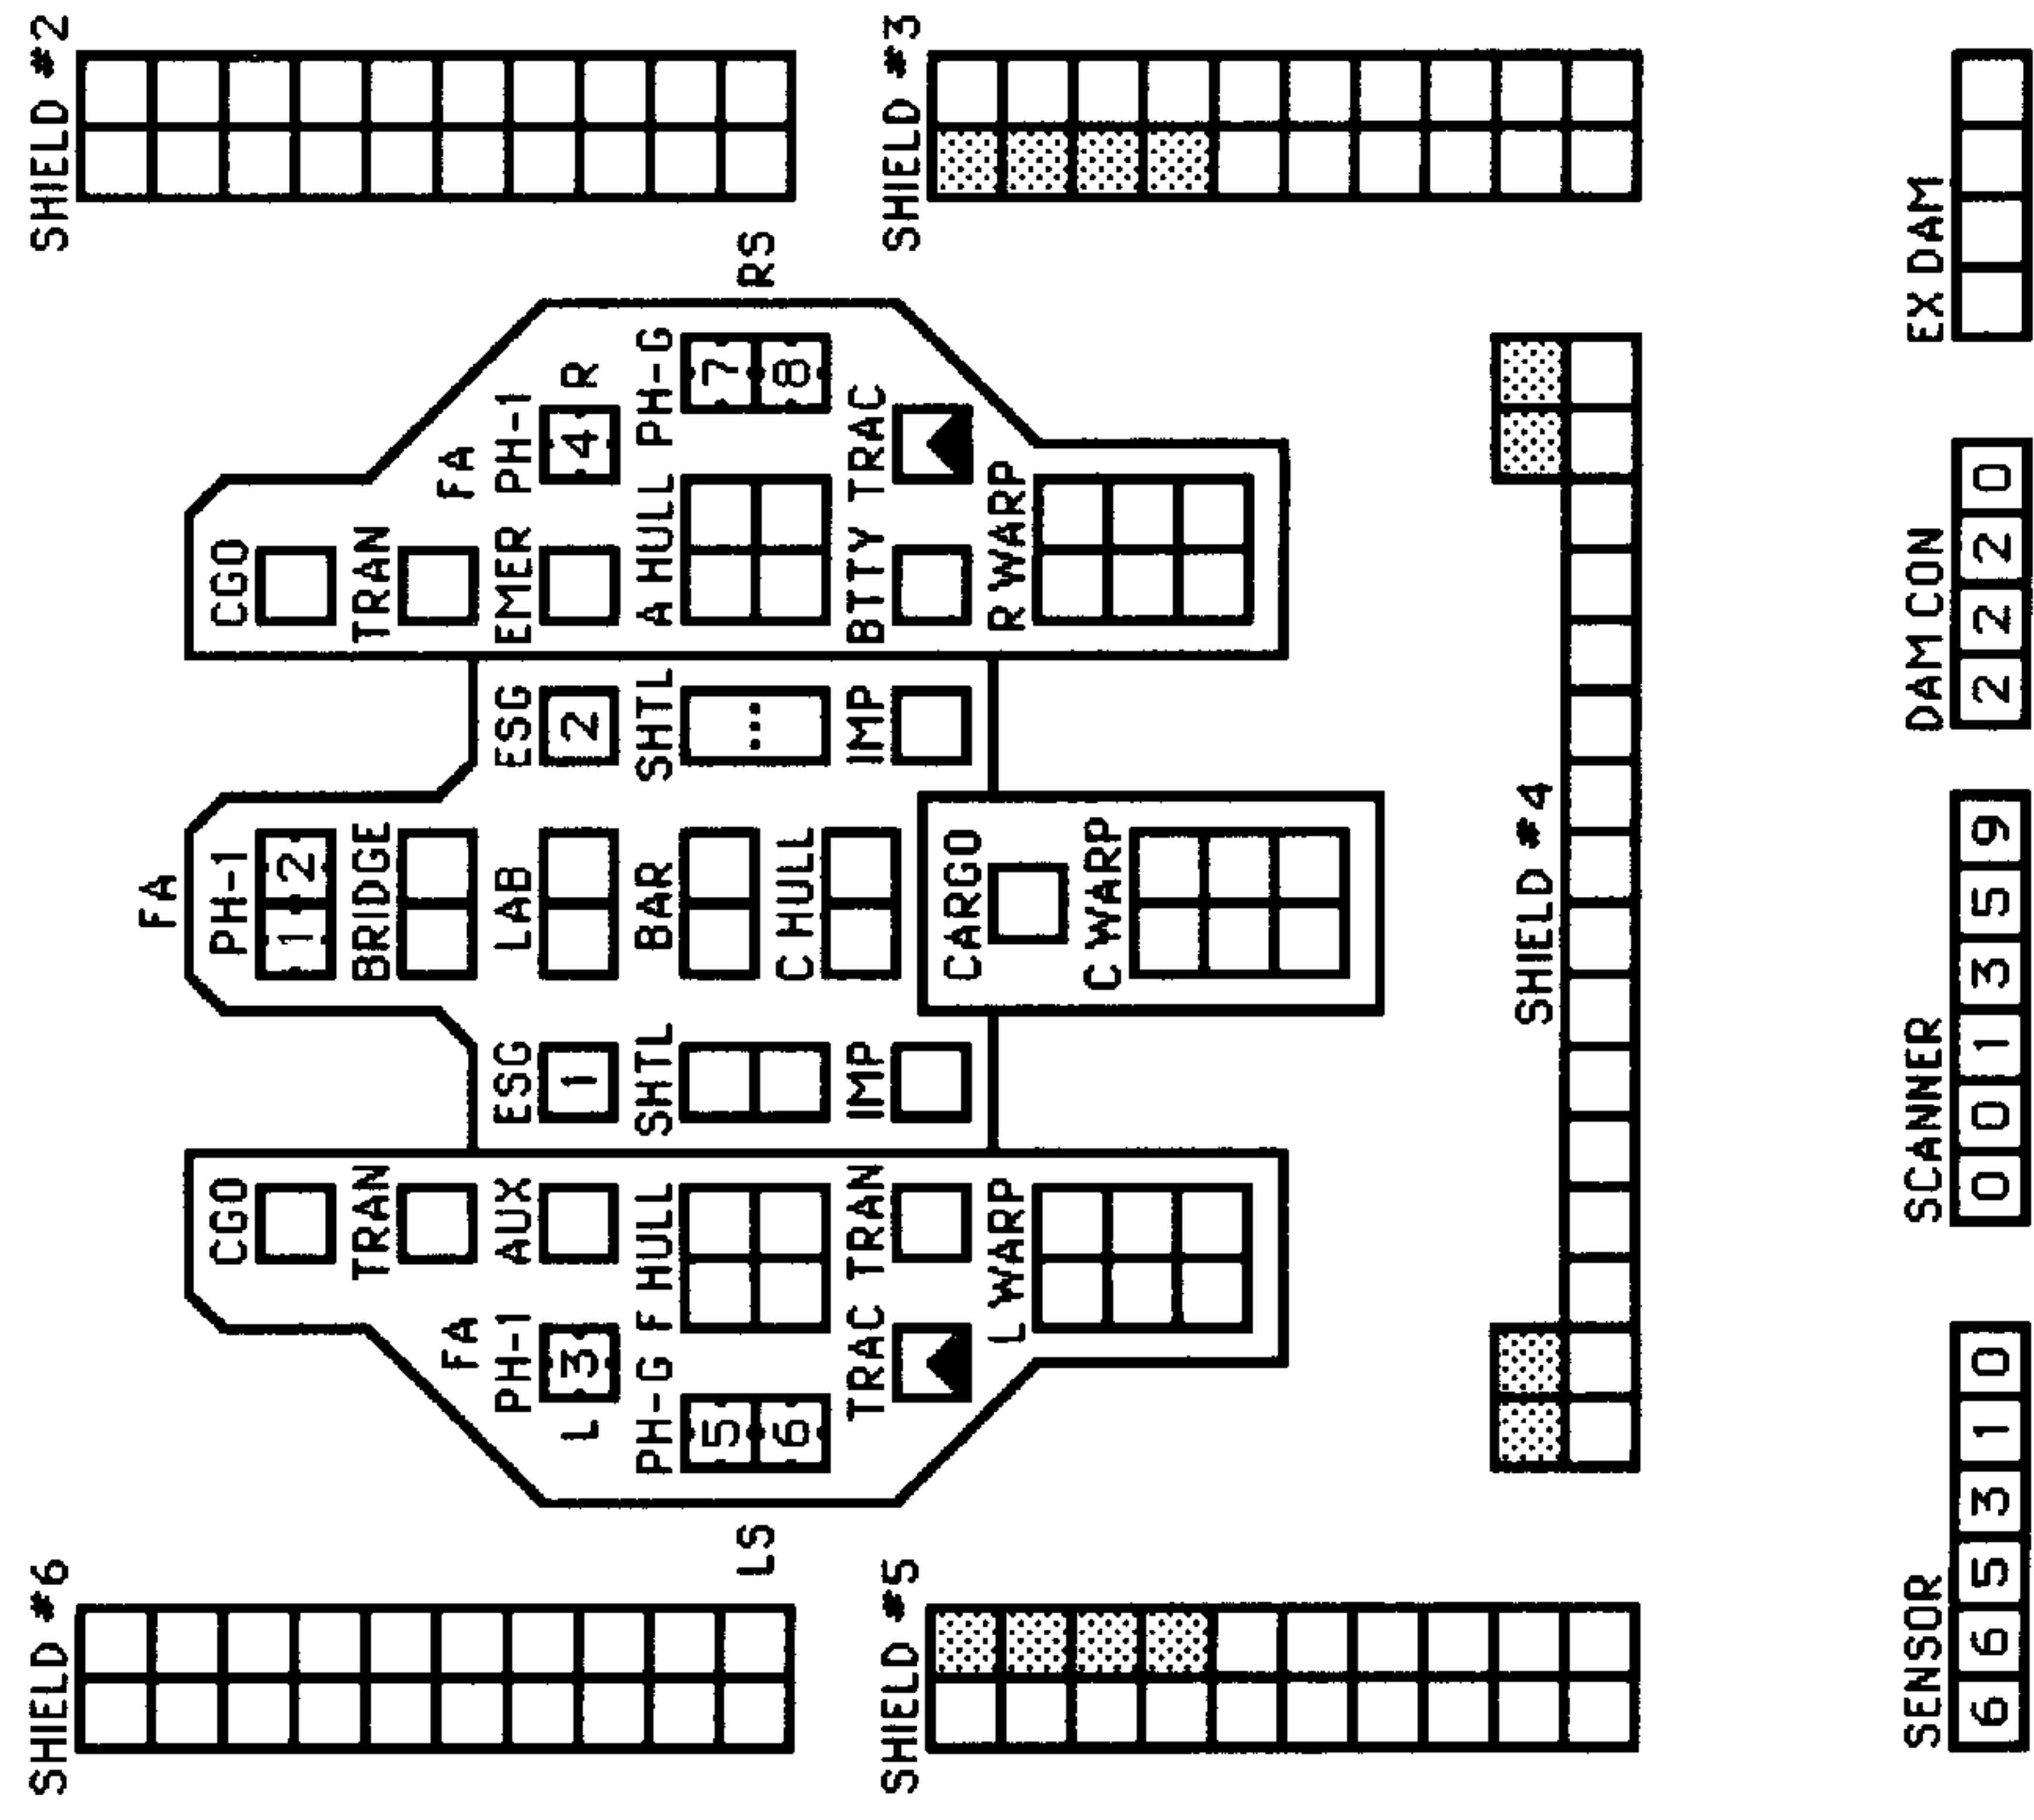 SHIELD #6 SHIELD #2
FA
CGO PH-1 CGO
1 2
TRAN BRIDGE TRAN
FA FA
PH-1 AUX ESG LAB ESG EMER PH-1
L 3 1 2 4 R
PH-G F HULL SHTL BAR SHTL A HULL PH-G
5 7
LS ... RS
6 C HULL 8
TRAC TRAN IMP IMP BTTY TRAC
SHIELD #5 SHIELD #3
CARGO
L WARP R WARP
C WARP
SHIELD #4
SENSOR SCANNER DAM CON EX DAM
6 6 5 3 1 0 0 0 1 3 5 9 2 2 2 0